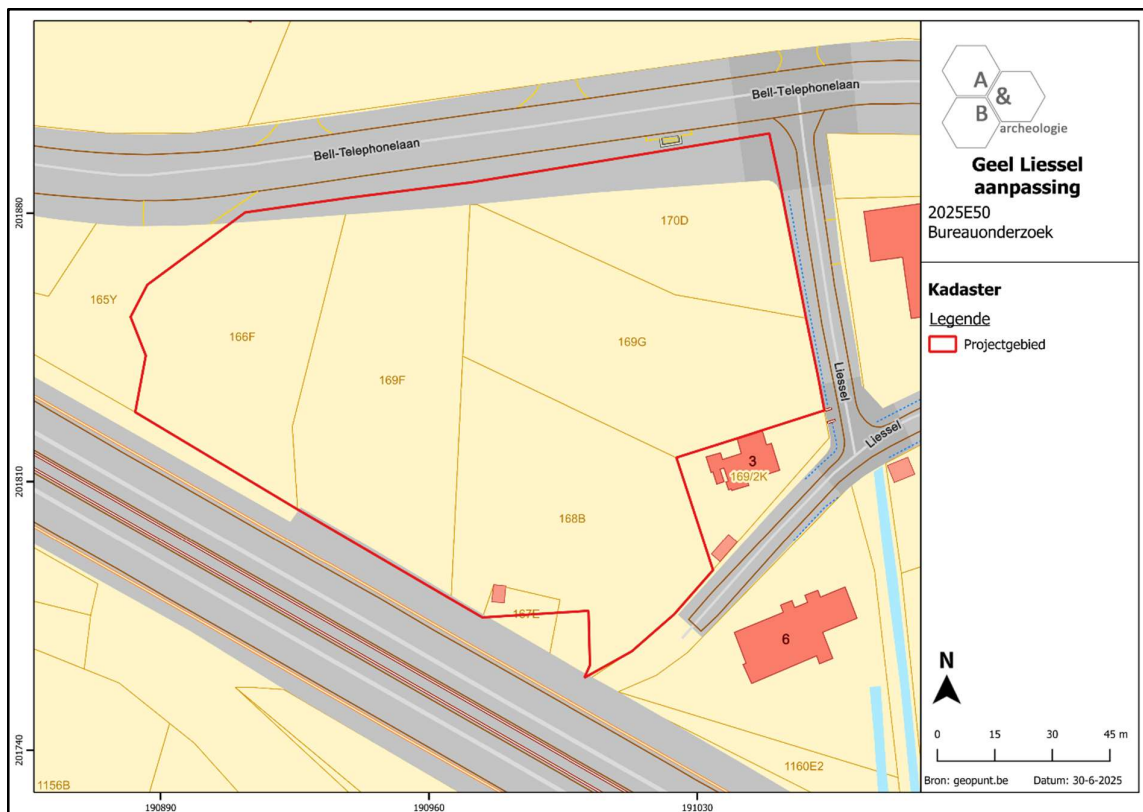 Bell-Telephonelaan
Bell-Telephonelaan
170D
165Y
166F
169G
169F
Liessel
Liessel
3
169/2K
168B
167E
6
1160E2
1156B
201880
201810
201740
190890
190960
191030
A
&
B
archeologie
Geel Liessel
aanpassing
2025E50
Bureauonderzoek
Kadaster
Legende
Projectgebied
N
0 15 30 45 m
Bron: geopunt.be Datum: 30-6-2025